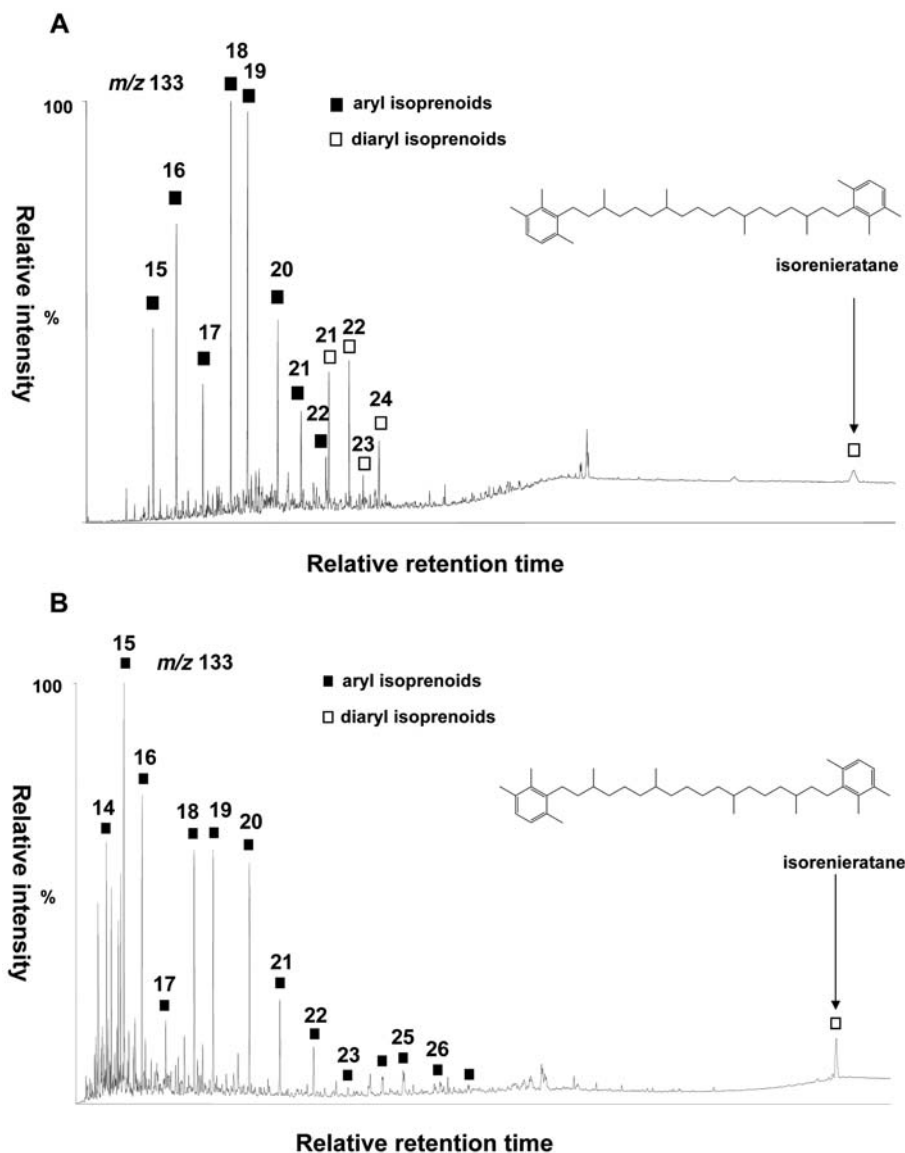 A
m/z 133
100
18
19
■ aryl isoprenoids
□ diaryl isoprenoids
16
15
17
20
21
22
21
22
23
24
isorenieratane
%
Relative intensity
Relative retention time
B
15
m/z 133
100
■ aryl isoprenoids
□ diaryl isoprenoids
14
16
17
18
19
20
21
22
23
25
26
isorenieratane
%
Relative intensity
Relative retention time